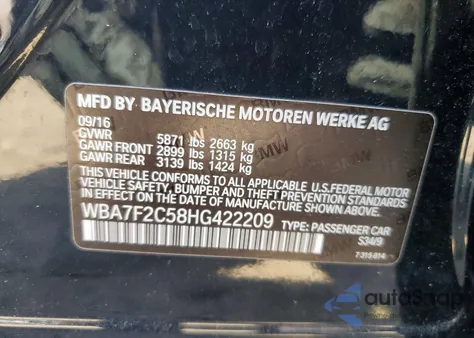 MFD BY BAYERISCHE MOTOREN WERKE AG
09/16
GVWR 5871 lbs 2663 kg
GAWR FRONT 2899 lbs 1315 kg
GAWR REAR 3139 lbs 1424 kg
THIS VEHICLE CONFORMS TO ALL APPLICABLE U.S. FEDERAL MOTOR
VEHICLE SAFETY, BUMPER AND THEFT PREVENTION STANDARDS
IN EFFECT ON THE DATE OF MANUFACTURE SHOWN ABOVE.
WBA7F2C58HG422209 TYPE: PASSENGER CAR
S34/9
autoSnap